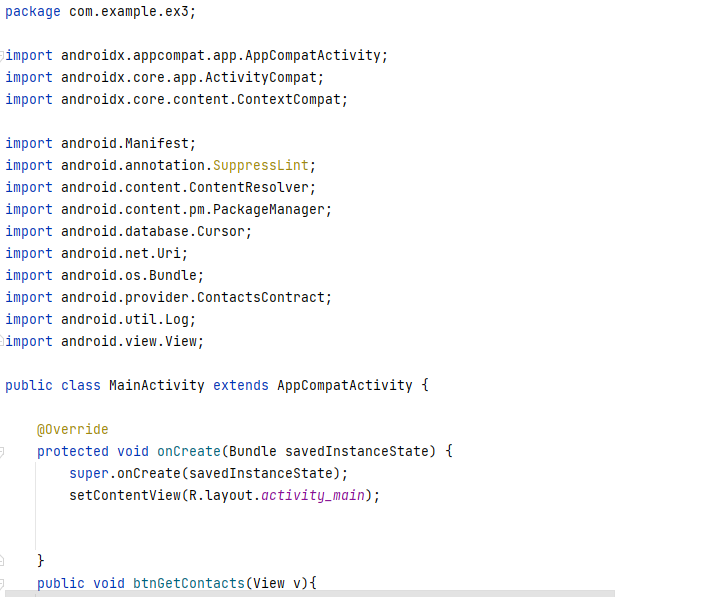 package com.example.ex3;
import androidx.appcompat.app.AppCompatActivity;
import androidx.core.app.ActivityCompat;
import androidx.core.content.ContextCompat;
import android.Manifest;
import android.annotation.SuppressLint;
import android.content.ContentResolver;
import android.content.pm.PackageManager;
import android.database.Cursor;
import android.net.Uri;
import android.os.Bundle;
import android.provider.ContactsContract;
import android.util.Log;
import android.view.View;
public class MainActivity extends AppCompatActivity {
@Override
protected void onCreate(Bundle savedInstanceState) {
super.onCreate(savedInstanceState);
setContentView(R.layout.activity_main);
}
public void btnGetContacts(View v){